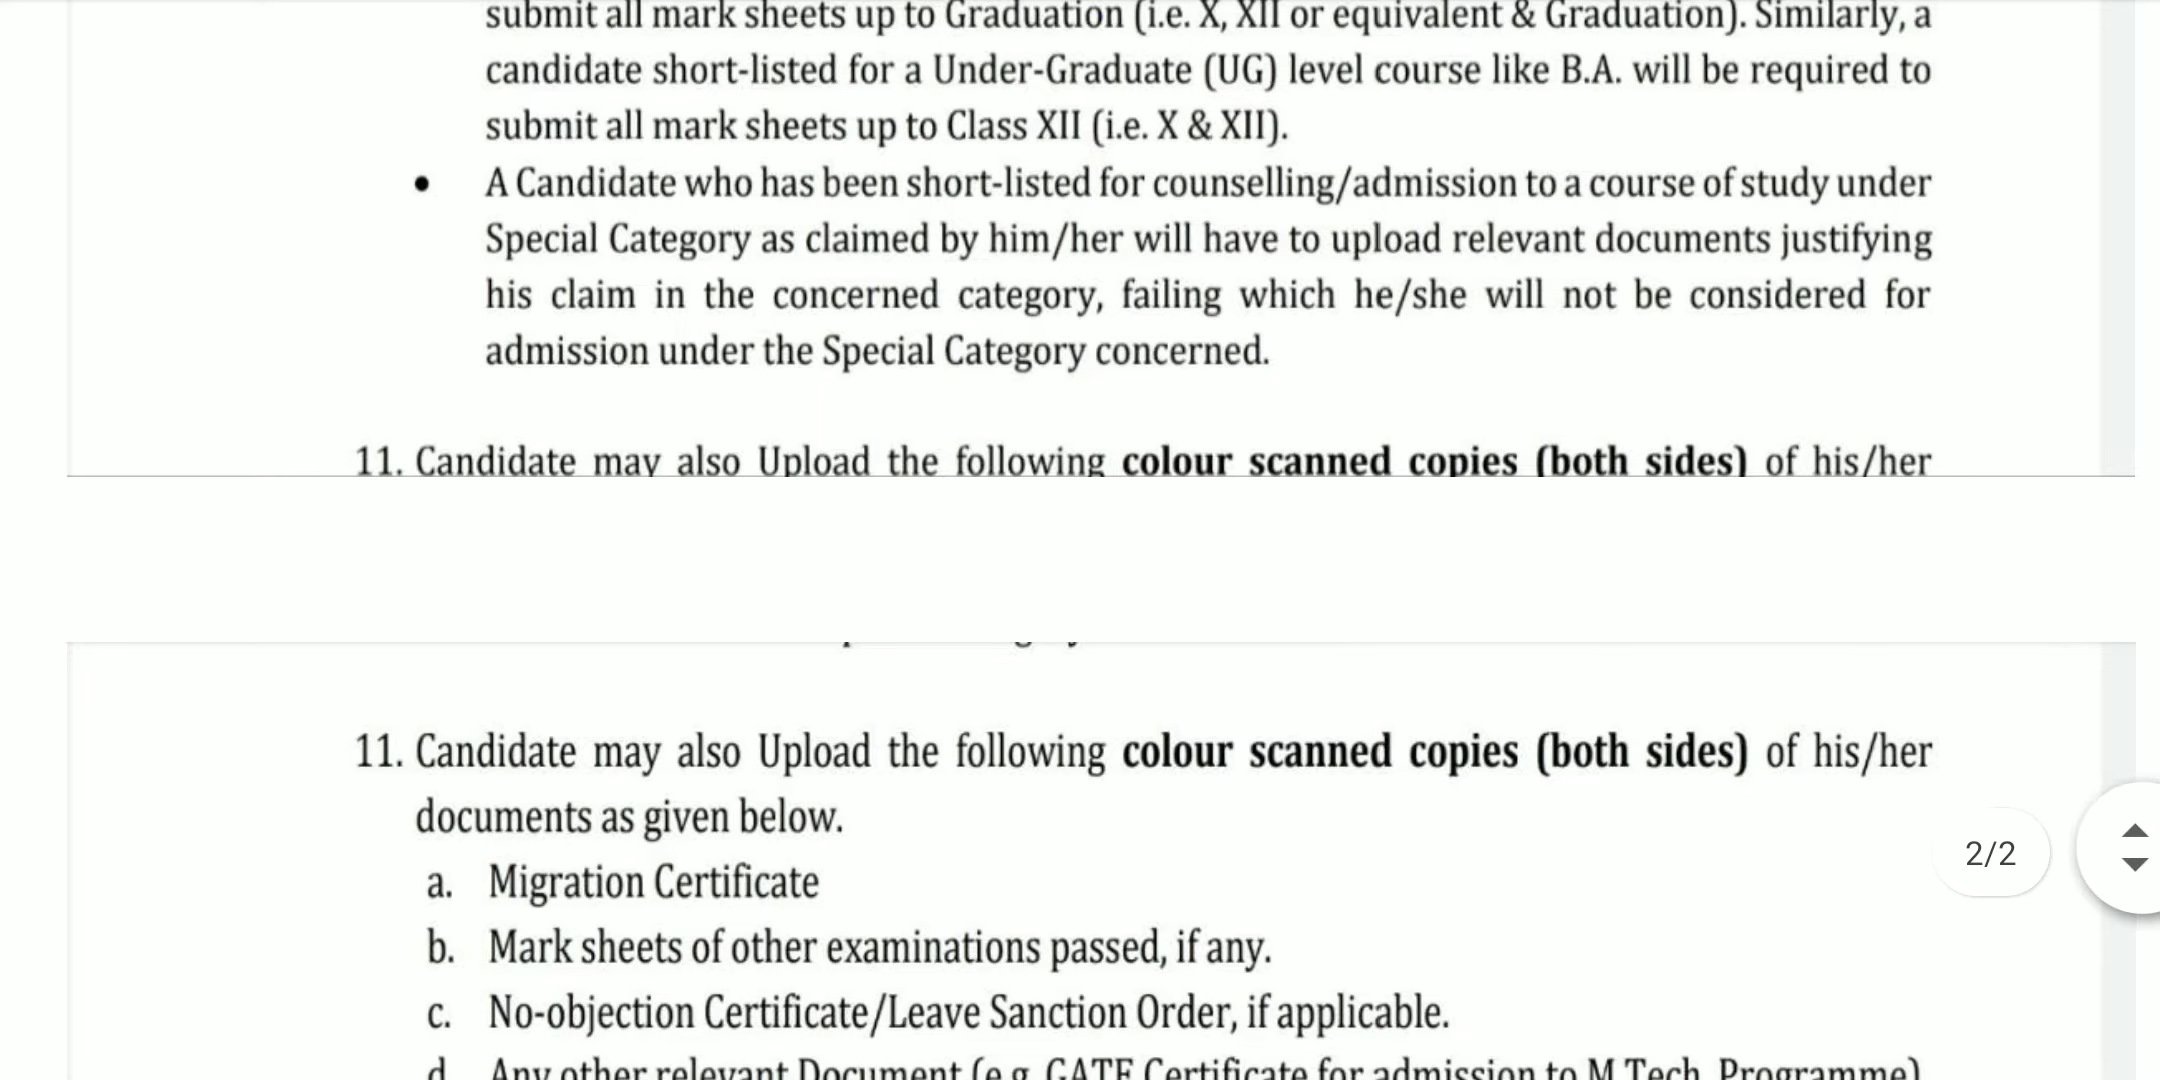 submit all mark sheets up to Graduation (i.e. X, XII or equivalent & Graduation). Similarly, a
candidate short-listed for a Under-Graduate (UG) level course like B.A. will be required to
submit all mark sheets up to Class XII (i.e. X & XII).
• A Candidate who has been short-listed for counselling/admission to a course of study under
Special Category as claimed by him/her will have to upload relevant documents justifying
his claim in the concerned category, failing which he/she will not be considered for
admission under the Special Category concerned.
11. Candidate may also Upload the following colour scanned copies (both sides) of his/her
11. Candidate may also Upload the following colour scanned copies (both sides) of his/her
documents as given below.
2/2
a. Migration Certificate
b. Mark sheets of other examinations passed, if any.
c. No-objection Certificate/Leave Sanction Order, if applicable.
d. Any other relevant Document (e.g. GATE Certificate for admission to M.Tech. Programme)